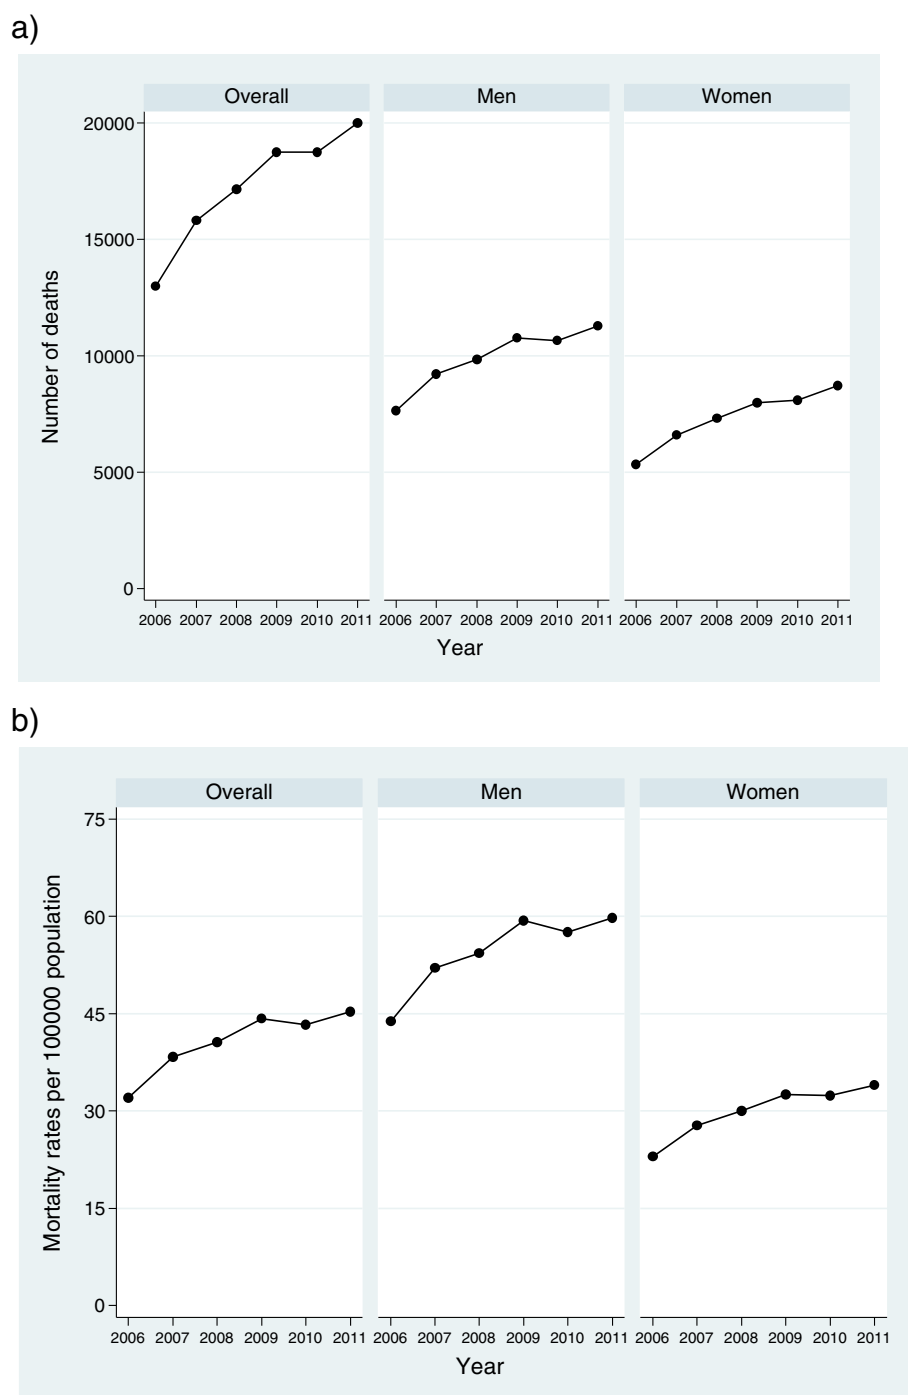 a)
Overall Men Women
20000
15000
10000
5000
0
Number of deaths
2006 2007 2008 2009 2010 2011 2006 2007 2008 2009 2010 2011 2006 2007 2008 2009 2010 2011
Year
b)
Overall Men Women
75
60
45
30
15
0
Mortality rates per 100000 population
2006 2007 2008 2009 2010 2011 2006 2007 2008 2009 2010 2011 2006 2007 2008 2009 2010 2011
Year